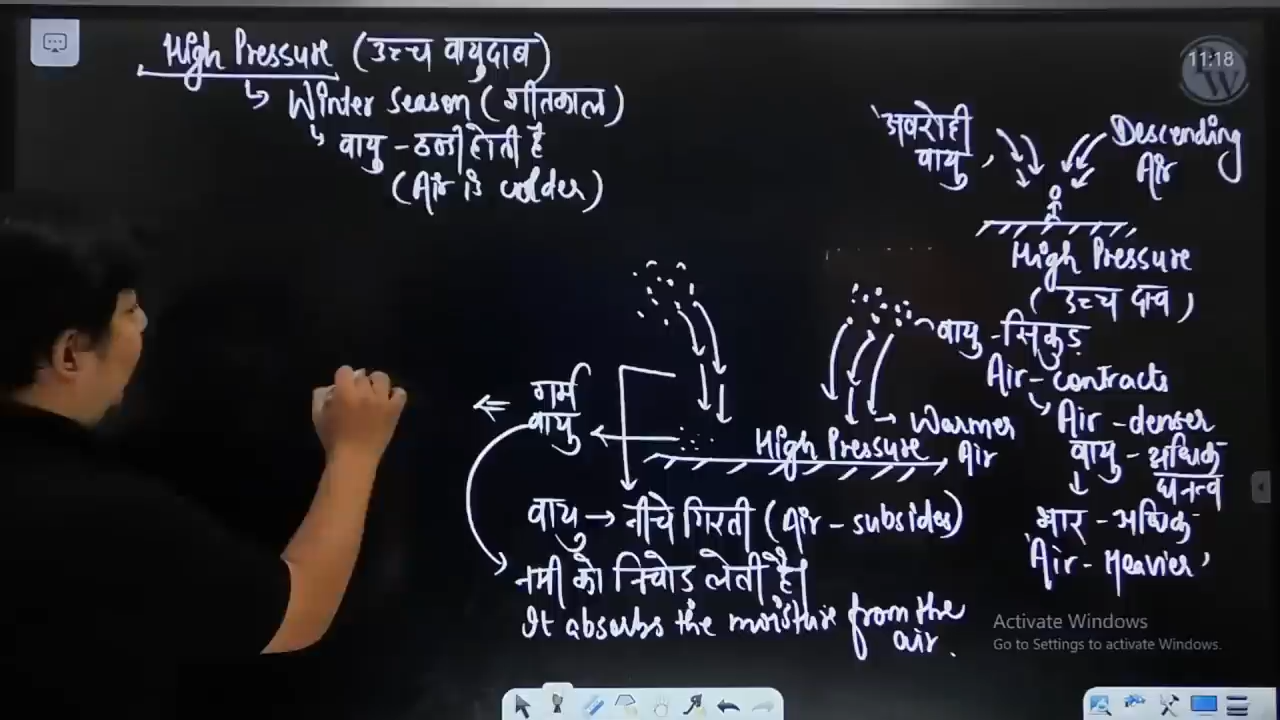 High Pressure (उच्च वायुदाब)
↳ Winter Season (शीतकाल)
↳ वायु - ठन्डी होती है
(Air is colder)
11:18
PW
अवरोही वायु
Descending Air
High Pressure
(उच्च दाब)
वायु - सिकुड़
Air - contracts
↳ Air - denser
वायु - अधिक घनत्व
↓
भार - अधिक
'Air - Heavier'
गर्म वायु
High Pressure
→ Warmer Air
वायु → नीचे गिरती (Air - subsides)
नमी को निचोड लेती है।
It absorbs the moisture from the air.
Activate Windows
Go to Settings to activate Windows.